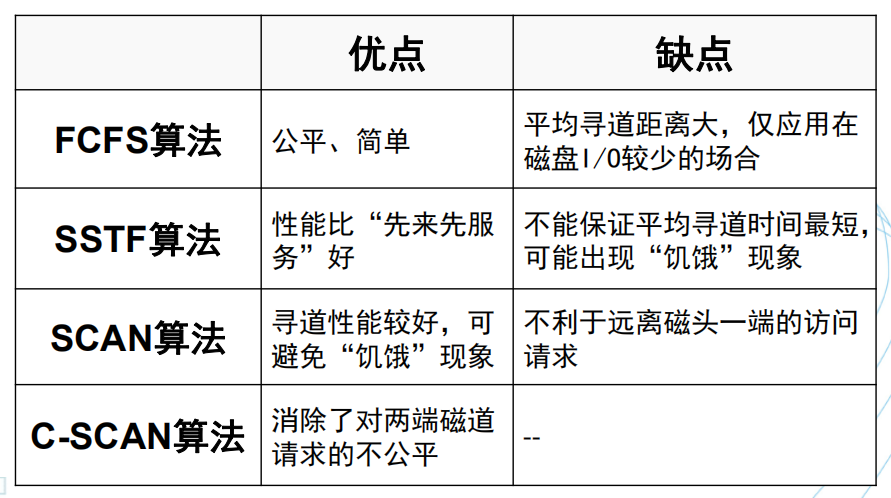 优点 缺点
FCFS算法 公平、简单 平均寻道距离大，仅应用在
磁盘I/O较少的场合
SSTF算法 性能比“先来先服
务”好 不能保证平均寻道时间最短，
可能出现“饥饿”现象
SCAN算法 寻道性能较好，可
避免“饥饿”现象 不利于远离磁头一端的访问
请求
C-SCAN算法 消除了对两端磁道
请求的不公平 --